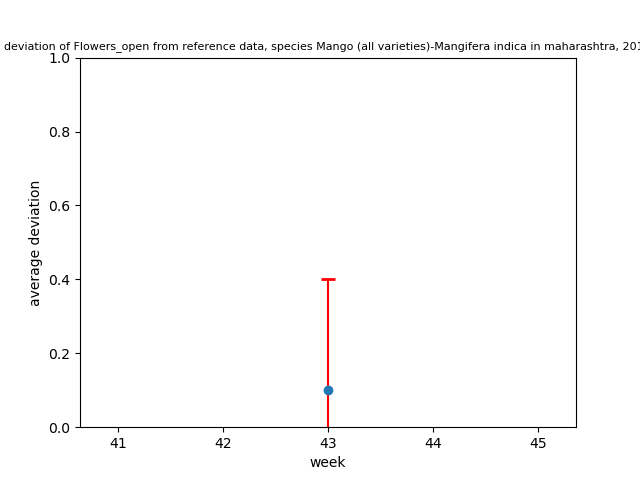 deviation of Flowers_open from reference data, species Mango (all varieties)-Mangifera indica in maharashtra,
1.0
0.8
0.6
0.4
0.2
0.0
average deviation
41 42 43 44 45
week